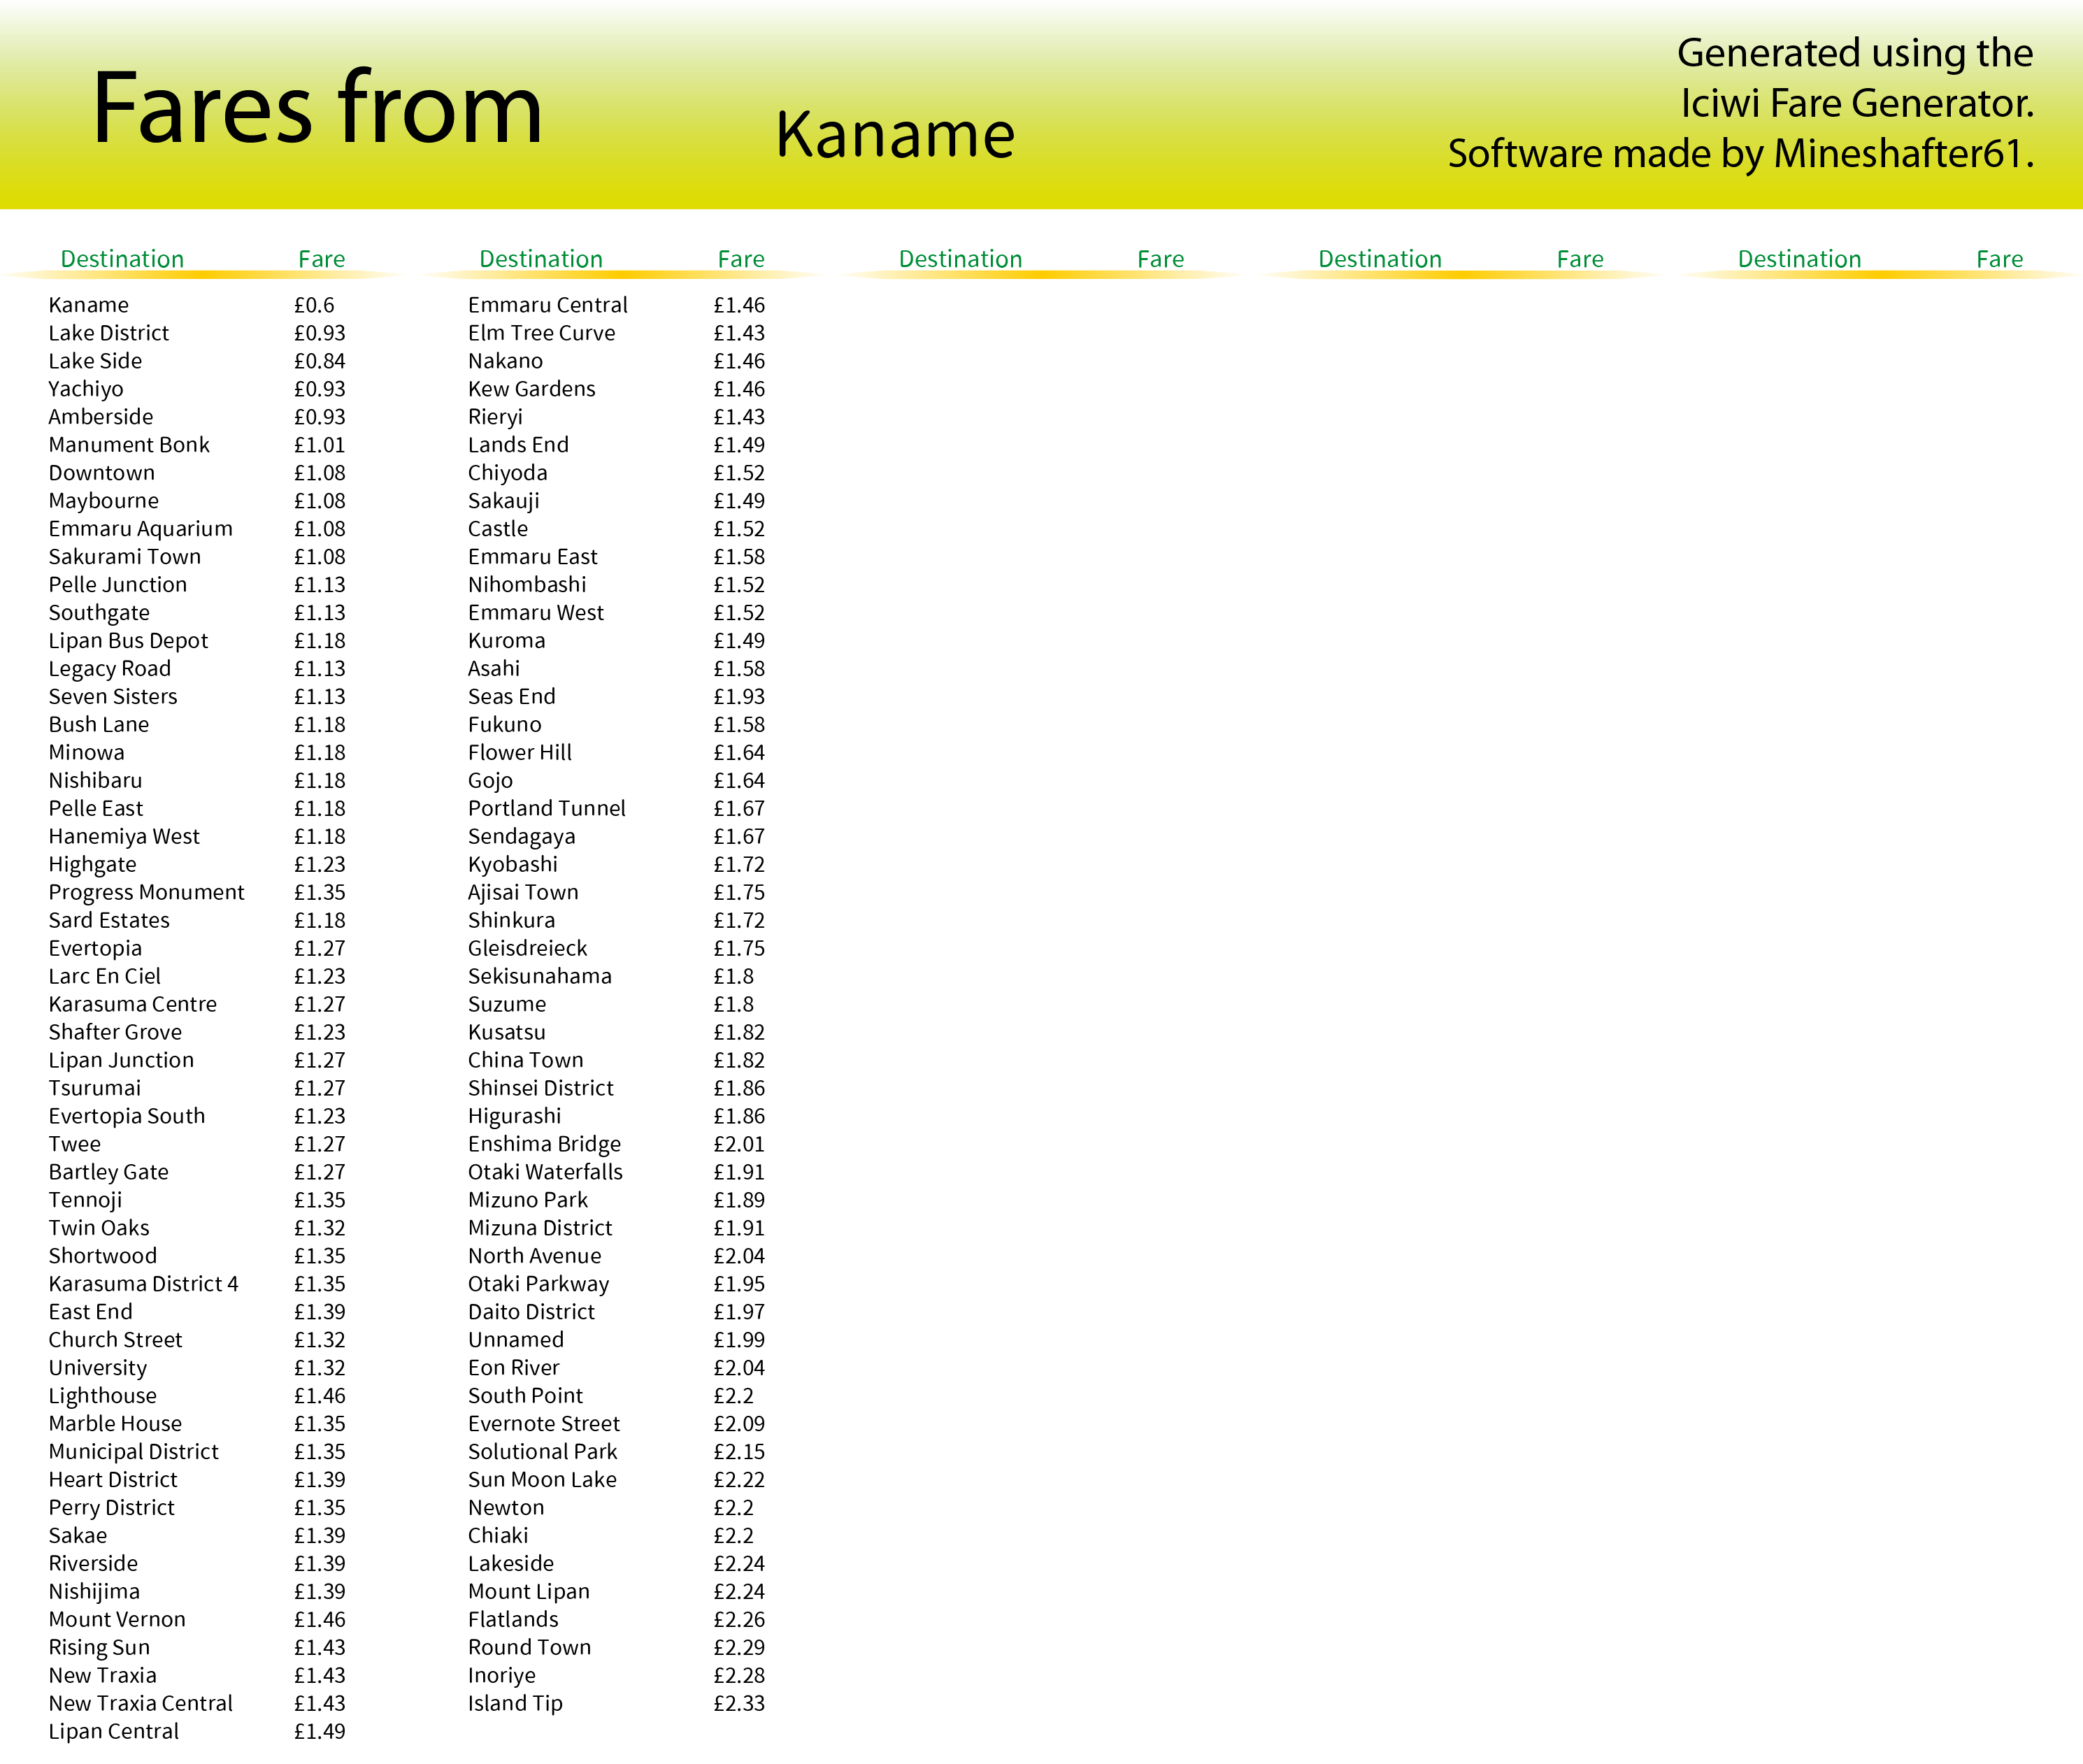 Fares from
Kaname
Generated using the
Iciwi Fare Generator.
Software made by Mineshafter61.
Destination Fare Destination Fare Destination Fare Destination Fare Destination Fare
Kaname £0.6
Lake District £0.93
Lake Side £0.84
Yachiyo £0.93
Amberside £0.93
Manument Bonk £1.01
Downtown £1.08
Maybourne £1.08
Emmaru Aquarium £1.08
Sakurami Town £1.08
Pelle Junction £1.13
Southgate £1.13
Lipan Bus Depot £1.18
Legacy Road £1.13
Seven Sisters £1.13
Bush Lane £1.18
Minowa £1.18
Nishibaru £1.18
Pelle East £1.18
Hanemiya West £1.18
Highgate £1.23
Progress Monument £1.35
Sard Estates £1.18
Evertopia £1.27
Larc En Ciel £1.23
Karasuma Centre £1.27
Shafter Grove £1.23
Lipan Junction £1.27
Tsurumai £1.27
Evertopia South £1.23
Twee £1.27
Bartley Gate £1.27
Tennoji £1.35
Twin Oaks £1.32
Shortwood £1.35
Karasuma District 4 £1.35
East End £1.39
Church Street £1.32
University £1.32
Lighthouse £1.46
Marble House £1.35
Municipal District £1.35
Heart District £1.39
Perry District £1.35
Sakae £1.39
Riverside £1.39
Nishijima £1.39
Mount Vernon £1.46
Rising Sun £1.43
New Traxia £1.43
New Traxia Central £1.43
Lipan Central £1.49
Emmaru Central £1.46
Elm Tree Curve £1.43
Nakano £1.46
Kew Gardens £1.46
Rieryi £1.43
Lands End £1.49
Chiyoda £1.52
Sakauji £1.49
Castle £1.52
Emmaru East £1.58
Nihombashi £1.52
Emmaru West £1.52
Kuroma £1.49
Asahi £1.58
Seas End £1.93
Fukuno £1.58
Flower Hill £1.64
Gojo £1.64
Portland Tunnel £1.67
Sendagaya £1.67
Kyobashi £1.72
Ajisai Town £1.75
Shinkura £1.72
Gleisdreieck £1.75
Sekisunahama £1.8
Suzume £1.8
Kusatsu £1.82
China Town £1.82
Shinsei District £1.86
Higurashi £1.86
Enshima Bridge £2.01
Otaki Waterfalls £1.91
Mizuno Park £1.89
Mizuna District £1.91
North Avenue £2.04
Otaki Parkway £1.95
Daito District £1.97
Unnamed £1.99
Eon River £2.04
South Point £2.2
Evernote Street £2.09
Solutional Park £2.15
Sun Moon Lake £2.22
Newton £2.2
Chiaki £2.2
Lakeside £2.24
Mount Lipan £2.24
Flatlands £2.26
Round Town £2.29
Inoriye £2.28
Island Tip £2.33